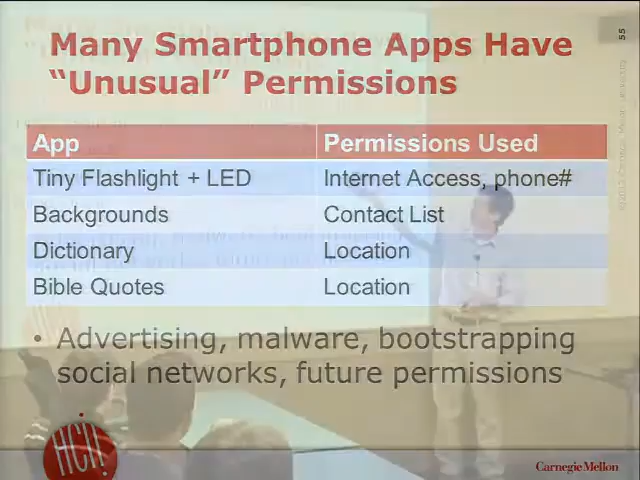 55
Many Smartphone Apps Have
“Unusual” Permissions
App Permissions Used
Tiny Flashlight + LED Internet Access, phone#
Backgrounds Contact List
Dictionary Location
Bible Quotes Location
• Advertising, malware, bootstrapping
social networks, future permissions
HCII
Carnegie Mellon